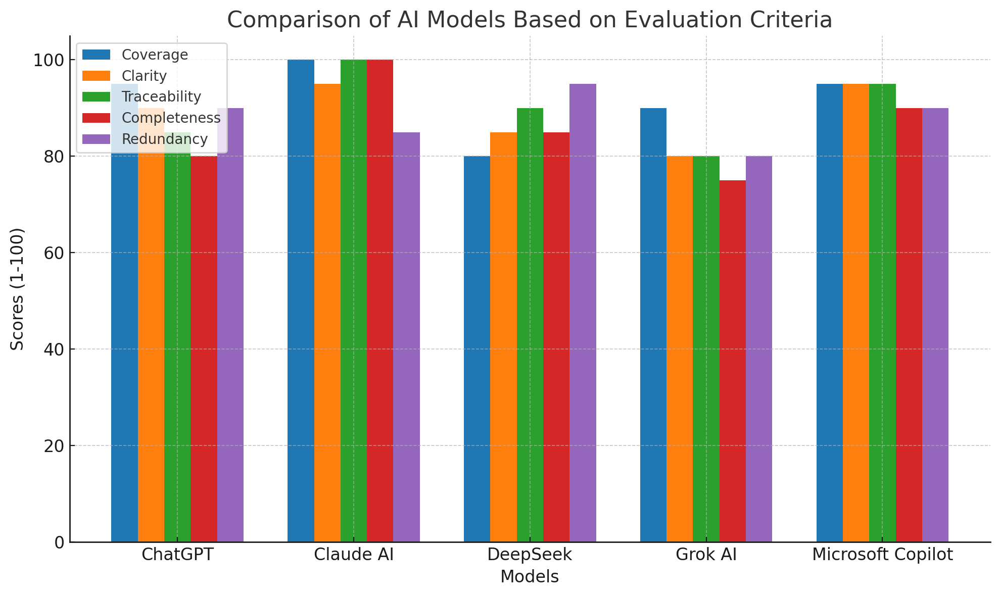 Comparison of AI Models Based on Evaluation Criteria
Coverage
Clarity
Traceability
Completeness
Redundancy
100
80
60
40
20
0
Scores (1-100)
ChatGPT
Claude AI
DeepSeek
Grok AI
Microsoft Copilot
Models